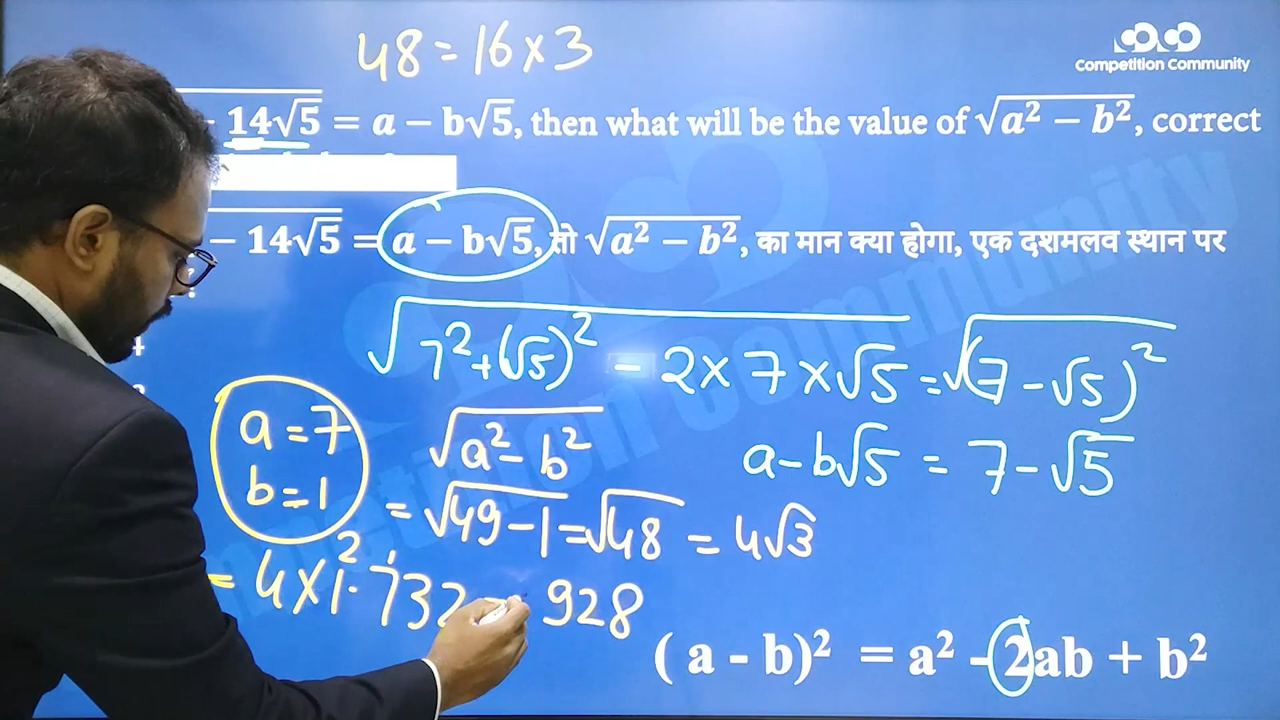 48 = 16 × 3
Competition Community
- 14√5 = a - b√5, then what will be the value of √(a² - b²), correct
- 14√5 = a - b√5, तो √(a² - b²), का मान क्या होगा, एक दशमलव स्थान पर
?
√(7² + (√5)² - 2 × 7 × √5) = √(7 - √5)²
a = 7
b = 1
√(a² - b²)
a - b√5 = 7 - √5
= √(49 - 1) = √48 = 4√3
= 4 × 1.732 928
(a - b)² = a² - 2ab + b²